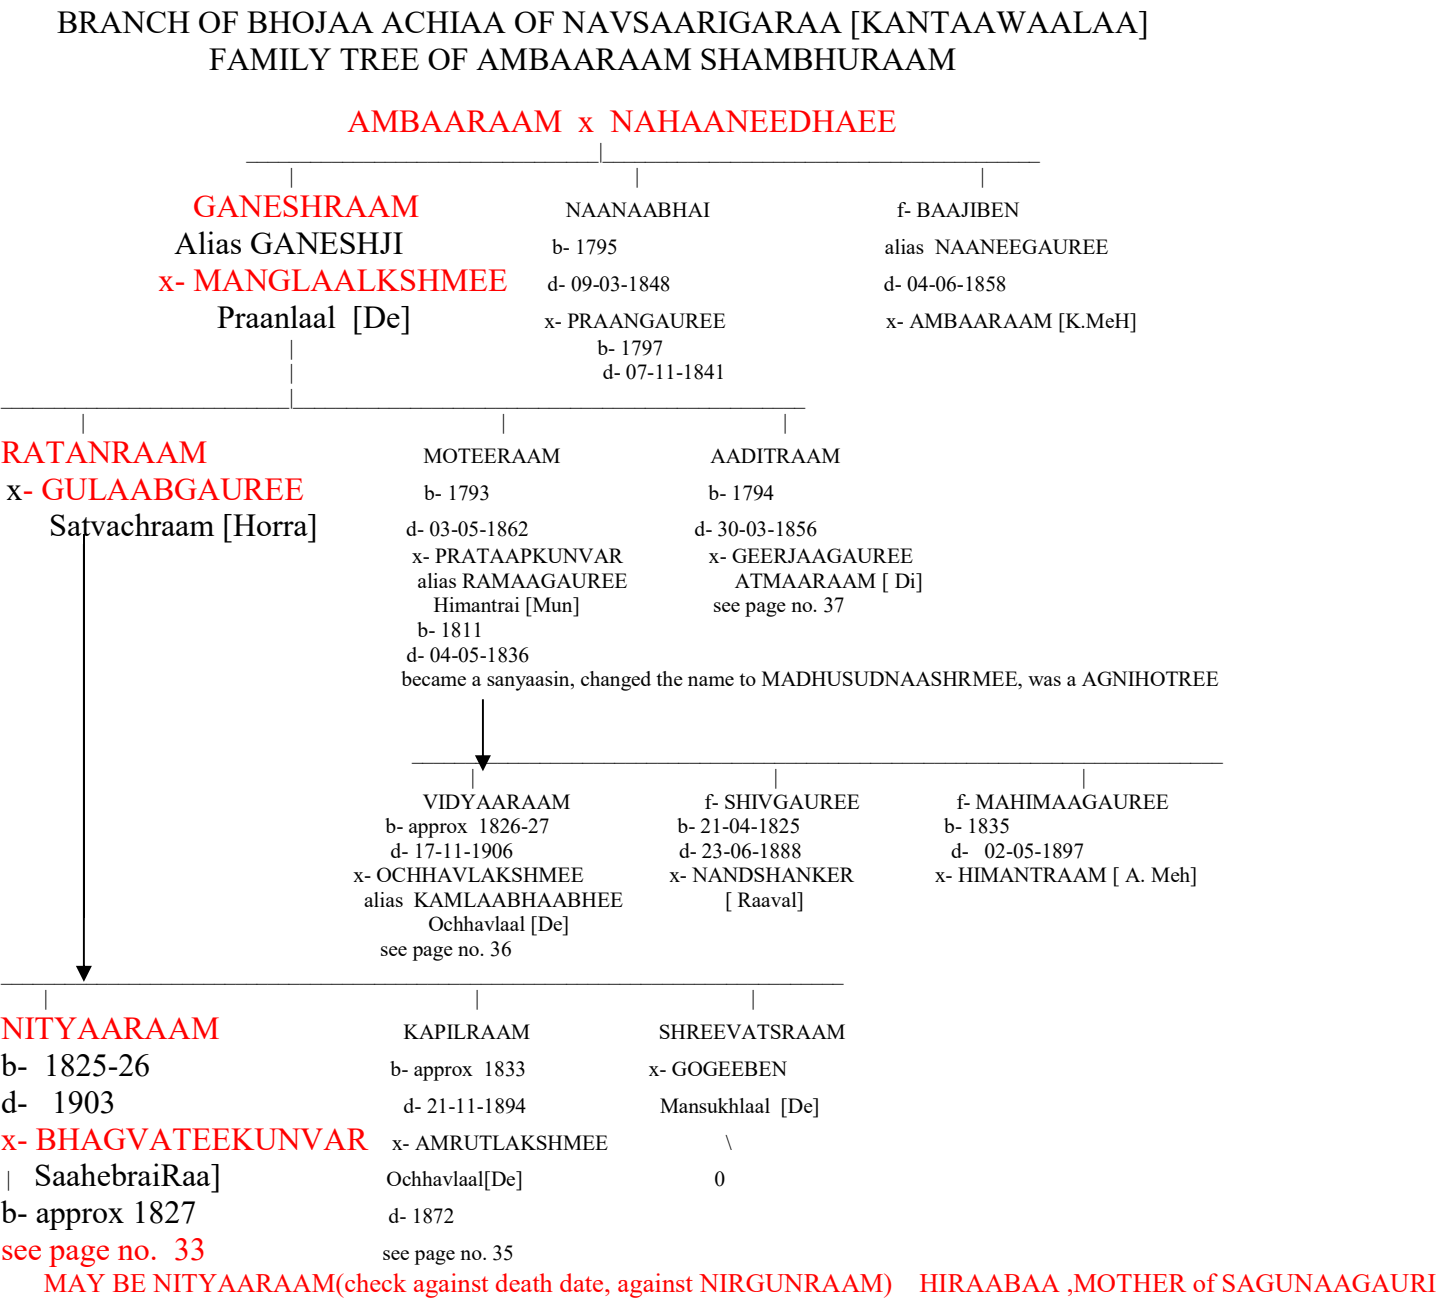 BRANCH OF BHOJAA ACHIAA OF NAVSAARIGARAA [KANTAAWAALAA]
FAMILY TREE OF AMBAARAAM SHAMBHURAAM
AMBAARAAM x NAHAANEEDHAEE
GANESHRAAM NAANAABHAI f- BAAJIBEN
Alias GANESHJI b- 1795 alias NAANEEGAUREE
x- MANGLAALKSHMEE d- 09-03-1848 d- 04-06-1858
Praanlaal [De] x- PRAANGAUREE x- AMBAARAAM [K.MeH]
b- 1797
d- 07-11-1841
RATANRAAM MOTEERAAM AADITRAAM
x- GULAABGAUREE b- 1793 b- 1794
Satvachraam [Horra] d- 03-05-1862 d- 30-03-1856
x- PRATAAPKUNVAR x- GEERJAAGAUREE
alias RAMAAGAUREE ATMAARAAM [ Di]
Himantrai [Mun] see page no. 37
b- 1811
d- 04-05-1836
became a sanyaasin, changed the name to MADHUSUDNAASHRMEE, was a AGNIHOTREE
VIDYAARAAM f- SHIVGAUREE f- MAHIMAAGAUREE
b- approx 1826-27 b- 21-04-1825 b- 1835
d- 17-11-1906 d- 23-06-1888 d- 02-05-1897
x- OCHHAVLAKSHMEE x- NANDSHANKER x- HIMANTRAAM [ A. Meh]
alias KAMLAABHAABHEE [ Raaval]
Ochhavlaal [De]
see page no. 36
NITYAARAAM KAPILRAAM SHREEVATSRAAM
b- 1825-26 b- approx 1833 x- GOGEEBEN
d- 1903 d- 21-11-1894 Mansukhlaal [De]
x- BHAGVATEEKUNVAR x- AMRUTLAKSHMEE \
| SaahebraiRaa] Ochhavlaal[De] 0
b- approx 1827 d- 1872
see page no. 33 see page no. 35
MAY BE NITYAARAAM(check against death date, against NIRGUNRAAM) HIRAABAA ,MOTHER of SAGUNAAGAURI